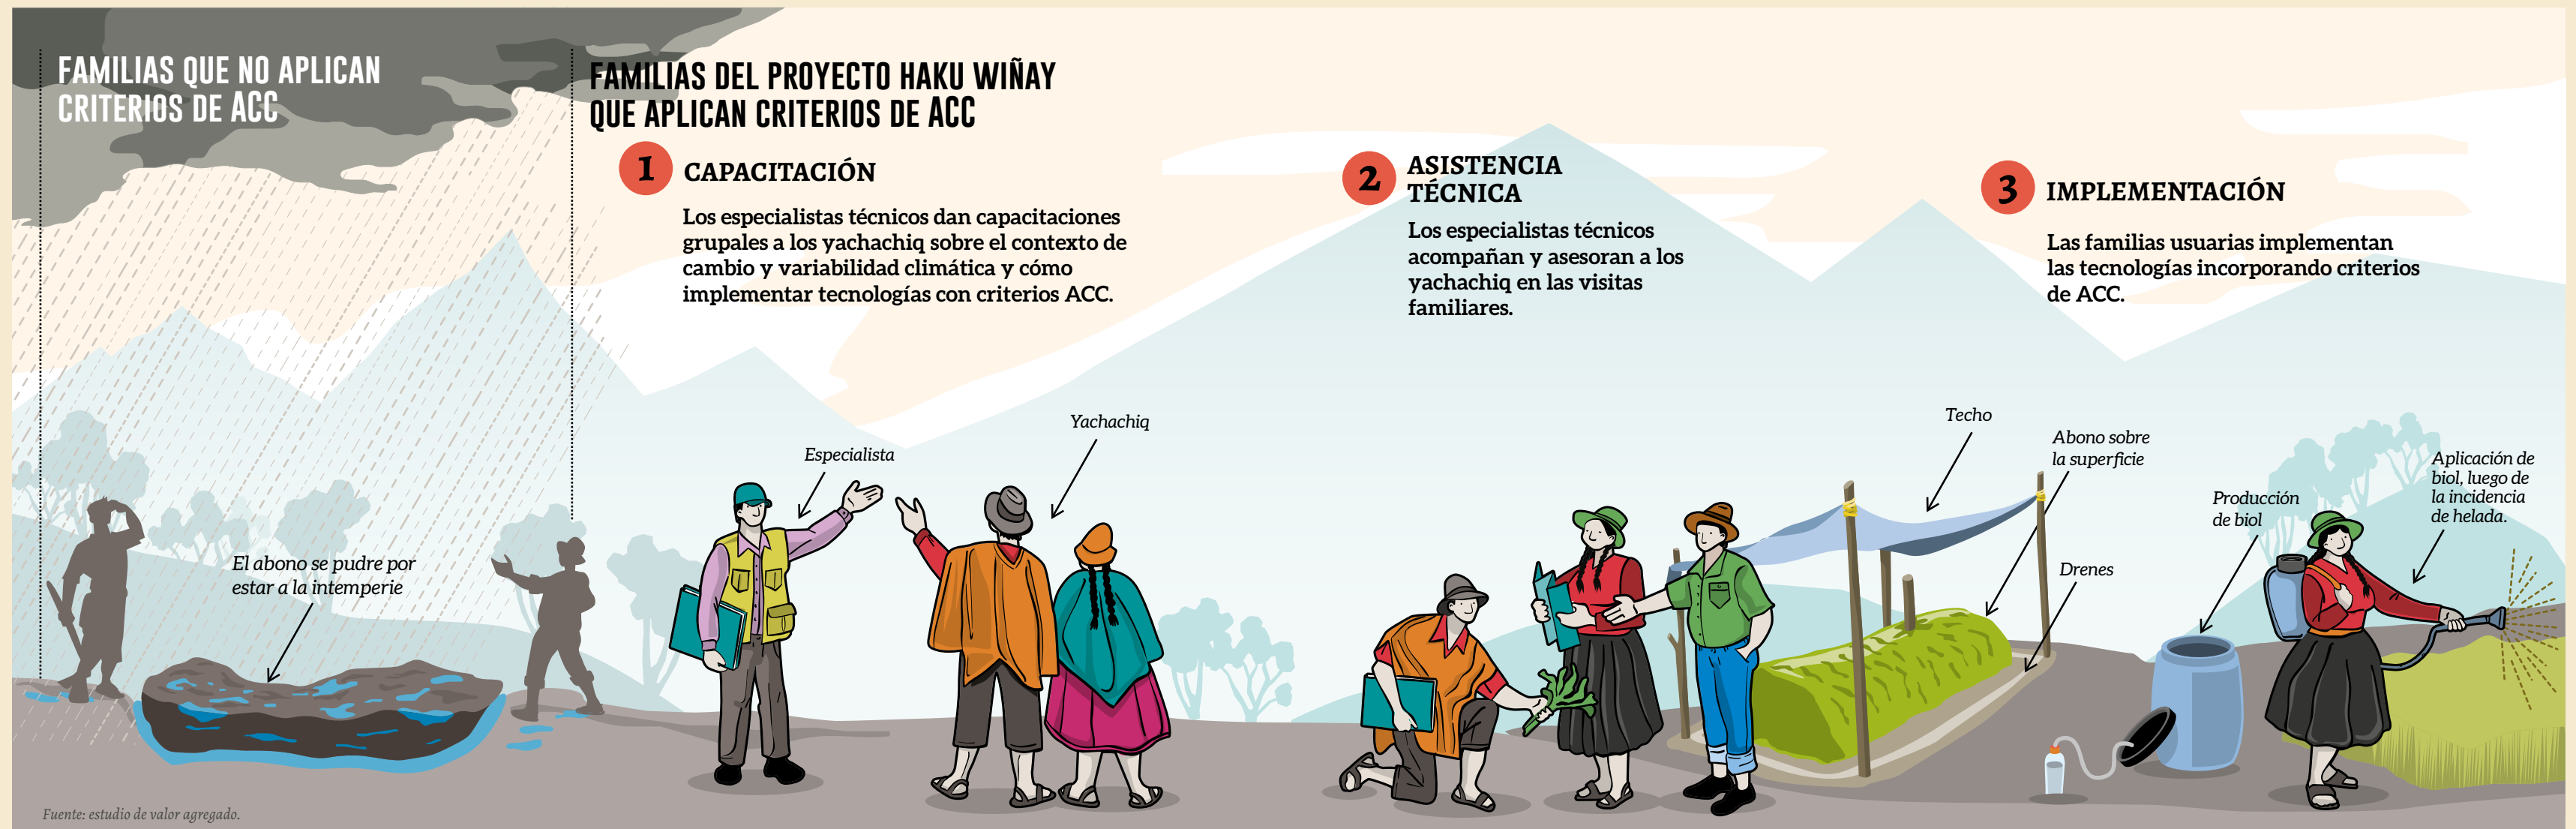 FAMILIAS QUE NO APLICAN
CRITERIOS DE ACC
El abono se pudre por
estar a la intemperie
Fuente: estudio de valor agregado.
FAMILIAS DEL PROYECTO HAKU WIÑAY
QUE APLICAN CRITERIOS DE ACC
1 CAPACITACIÓN
Los especialistas técnicos dan capacitaciones
grupales a los yachachiq sobre el contexto de
cambio y variabilidad climática y cómo
implementar tecnologías con criterios ACC.
Especialista
Yachachiq
2 ASISTENCIA
TÉCNICA
Los especialistas técnicos
acompañan y asesoran a los
yachachiq en las visitas
familiares.
3 IMPLEMENTACIÓN
Las familias usuarias implementan
las tecnologías incorporando criterios
de ACC.
Techo
Abono sobre
la superficie
Drenes
Producción
de biol
Aplicación de
biol, luego de
la incidencia
de helada.